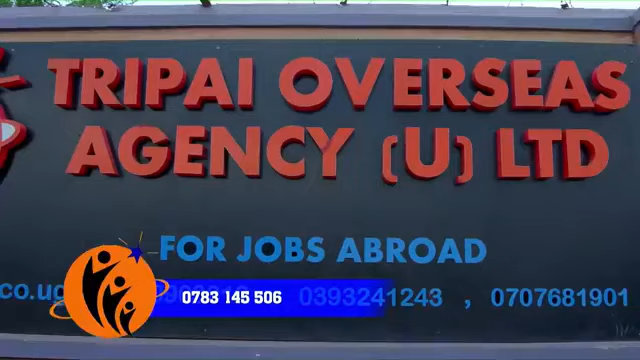 TRIPAI OVERSEAS
AGENCY (U) LTD
FOR JOBS ABROAD
co.ug
0783 145 506
0393241243 , 0707681901